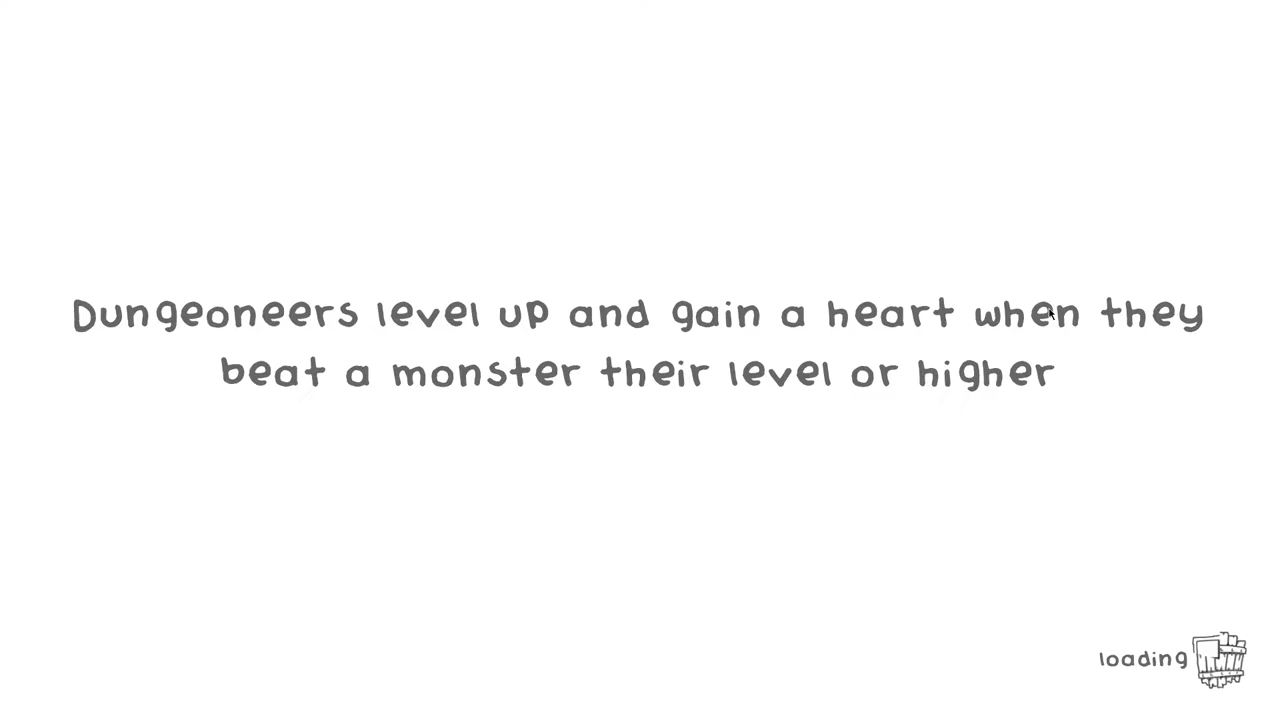 Dungeoneers level up and gain a heart when they
beat a monster their level or higher
loading